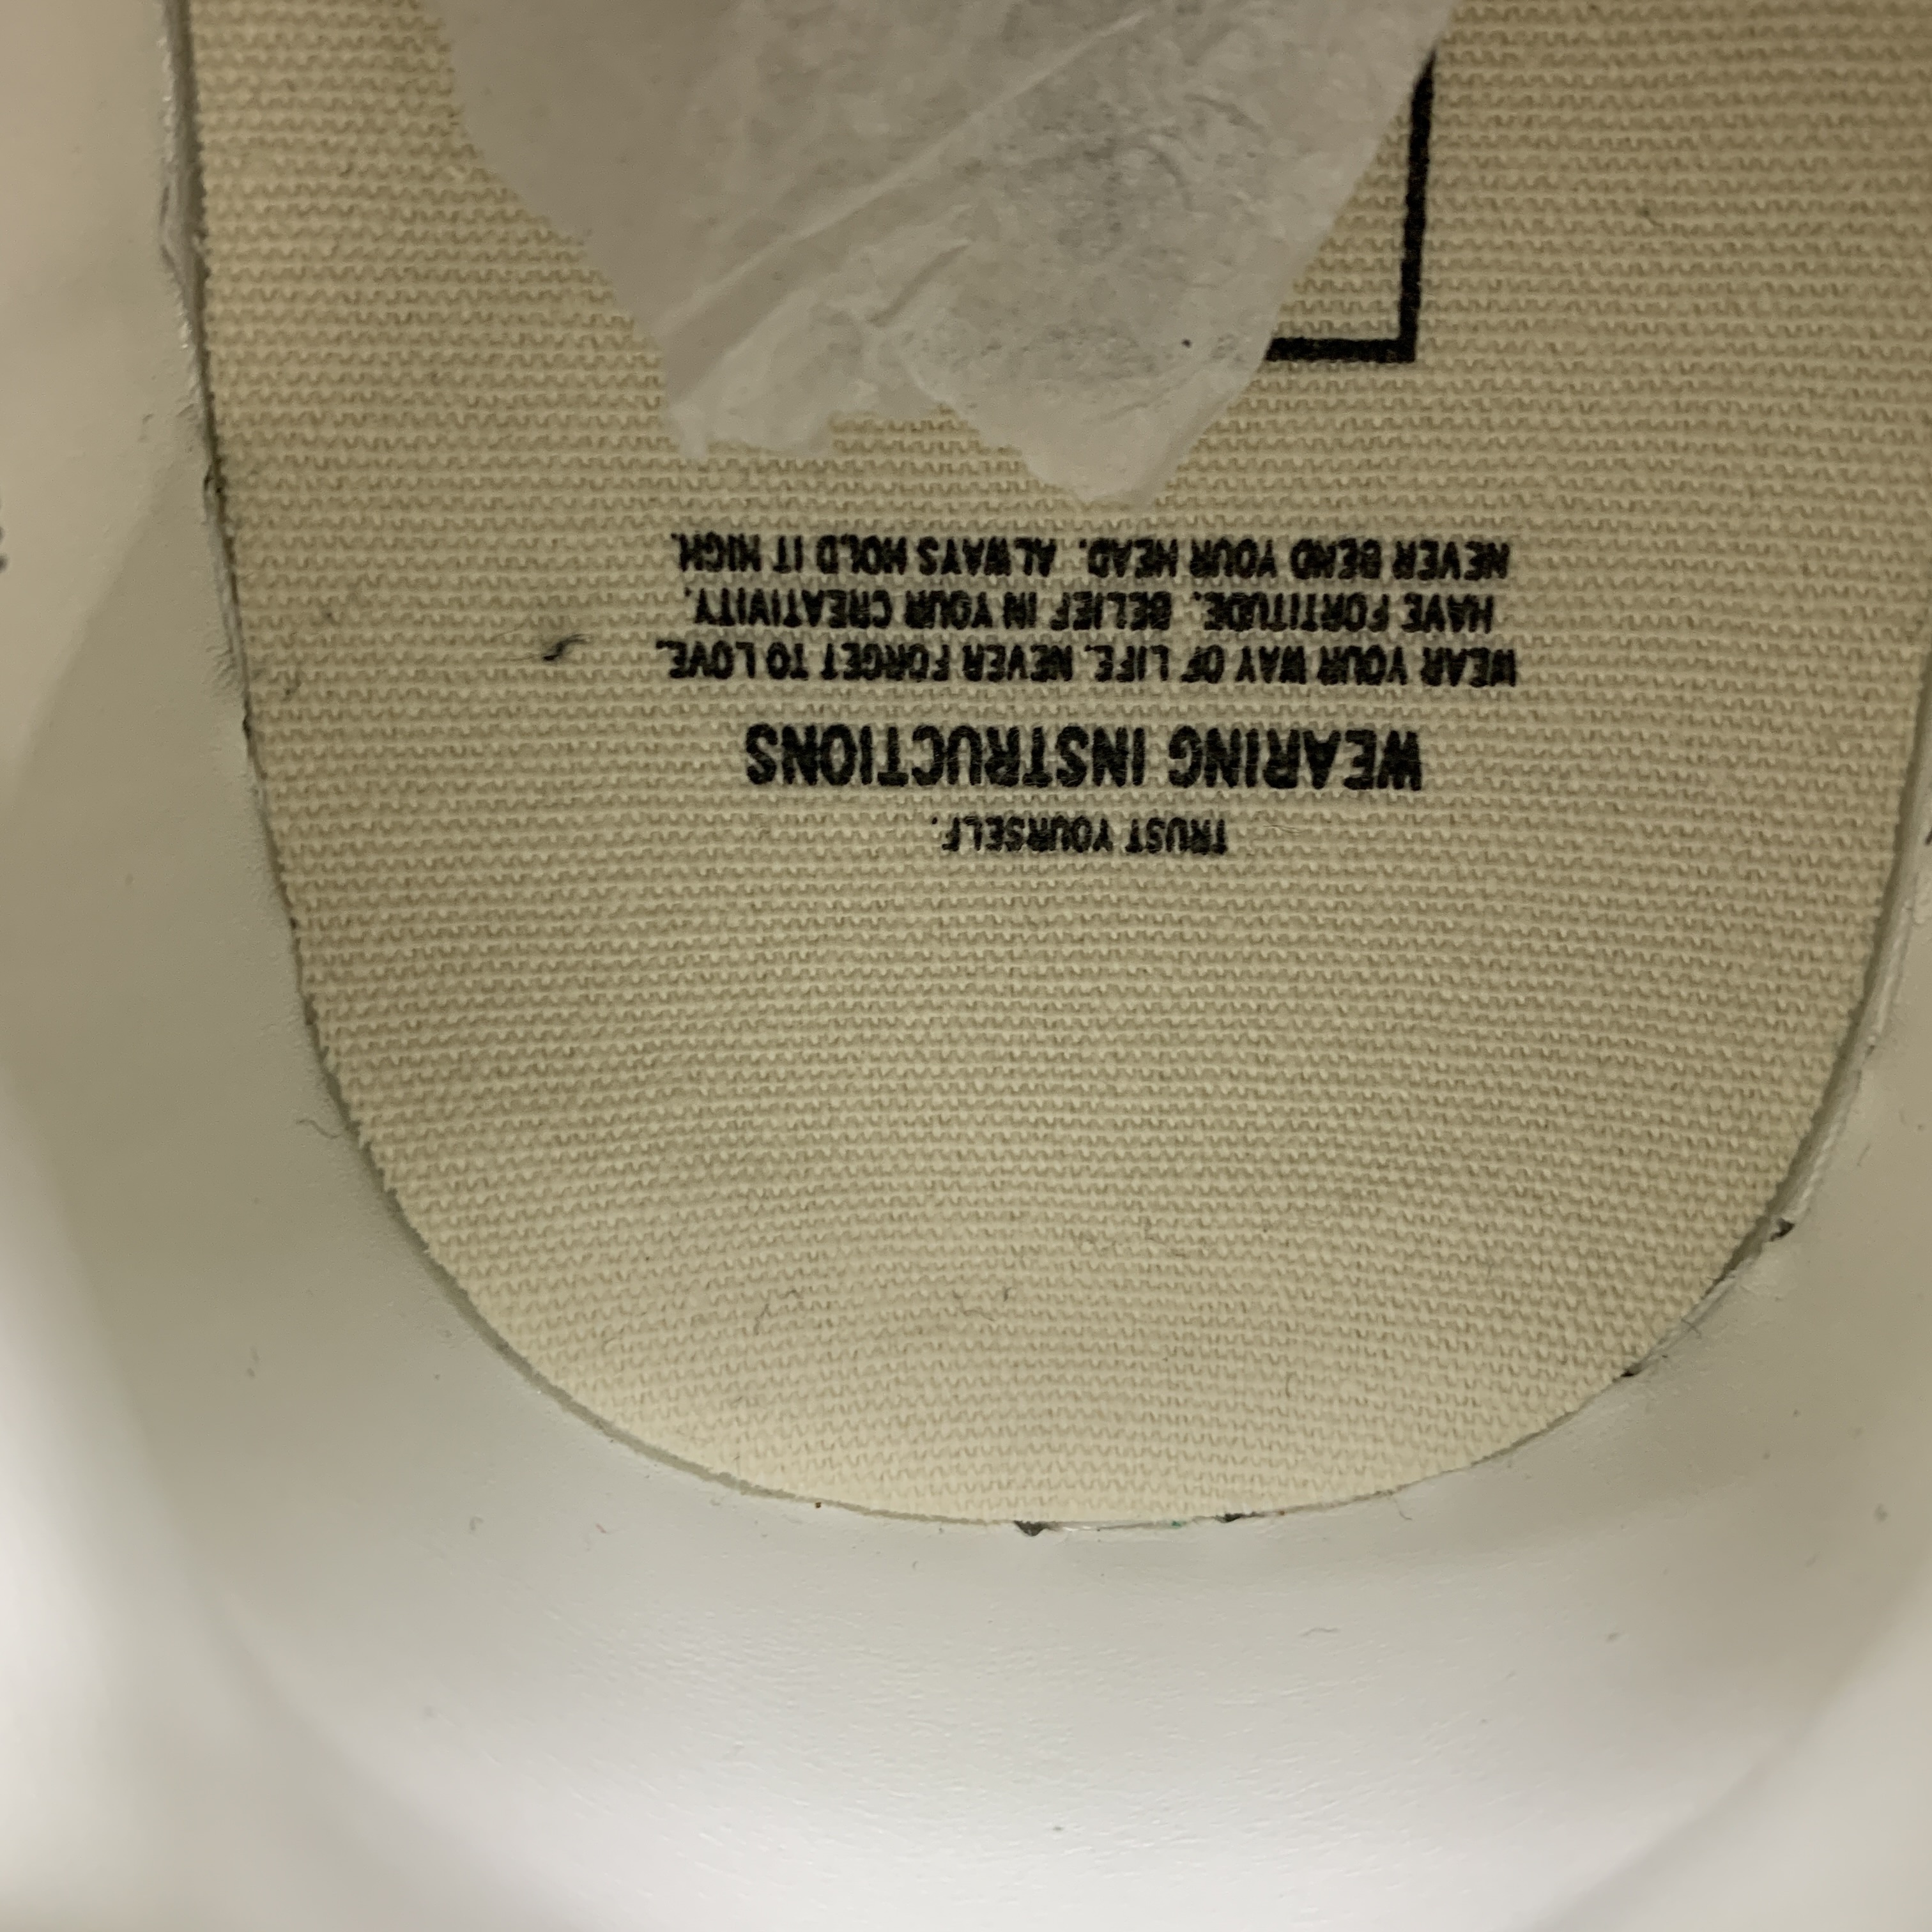 TRUST YOURSELF.
WEARING INSTRUCTIONS
WEAR YOUR WAY OF LIFE. NEVER FORGET TO LOVE.
HAVE FORTITUDE. BELIEF IN YOUR CREATIVITY.
NEVER BEND YOUR HEAD. ALWAYS HOLD IT HIGH.